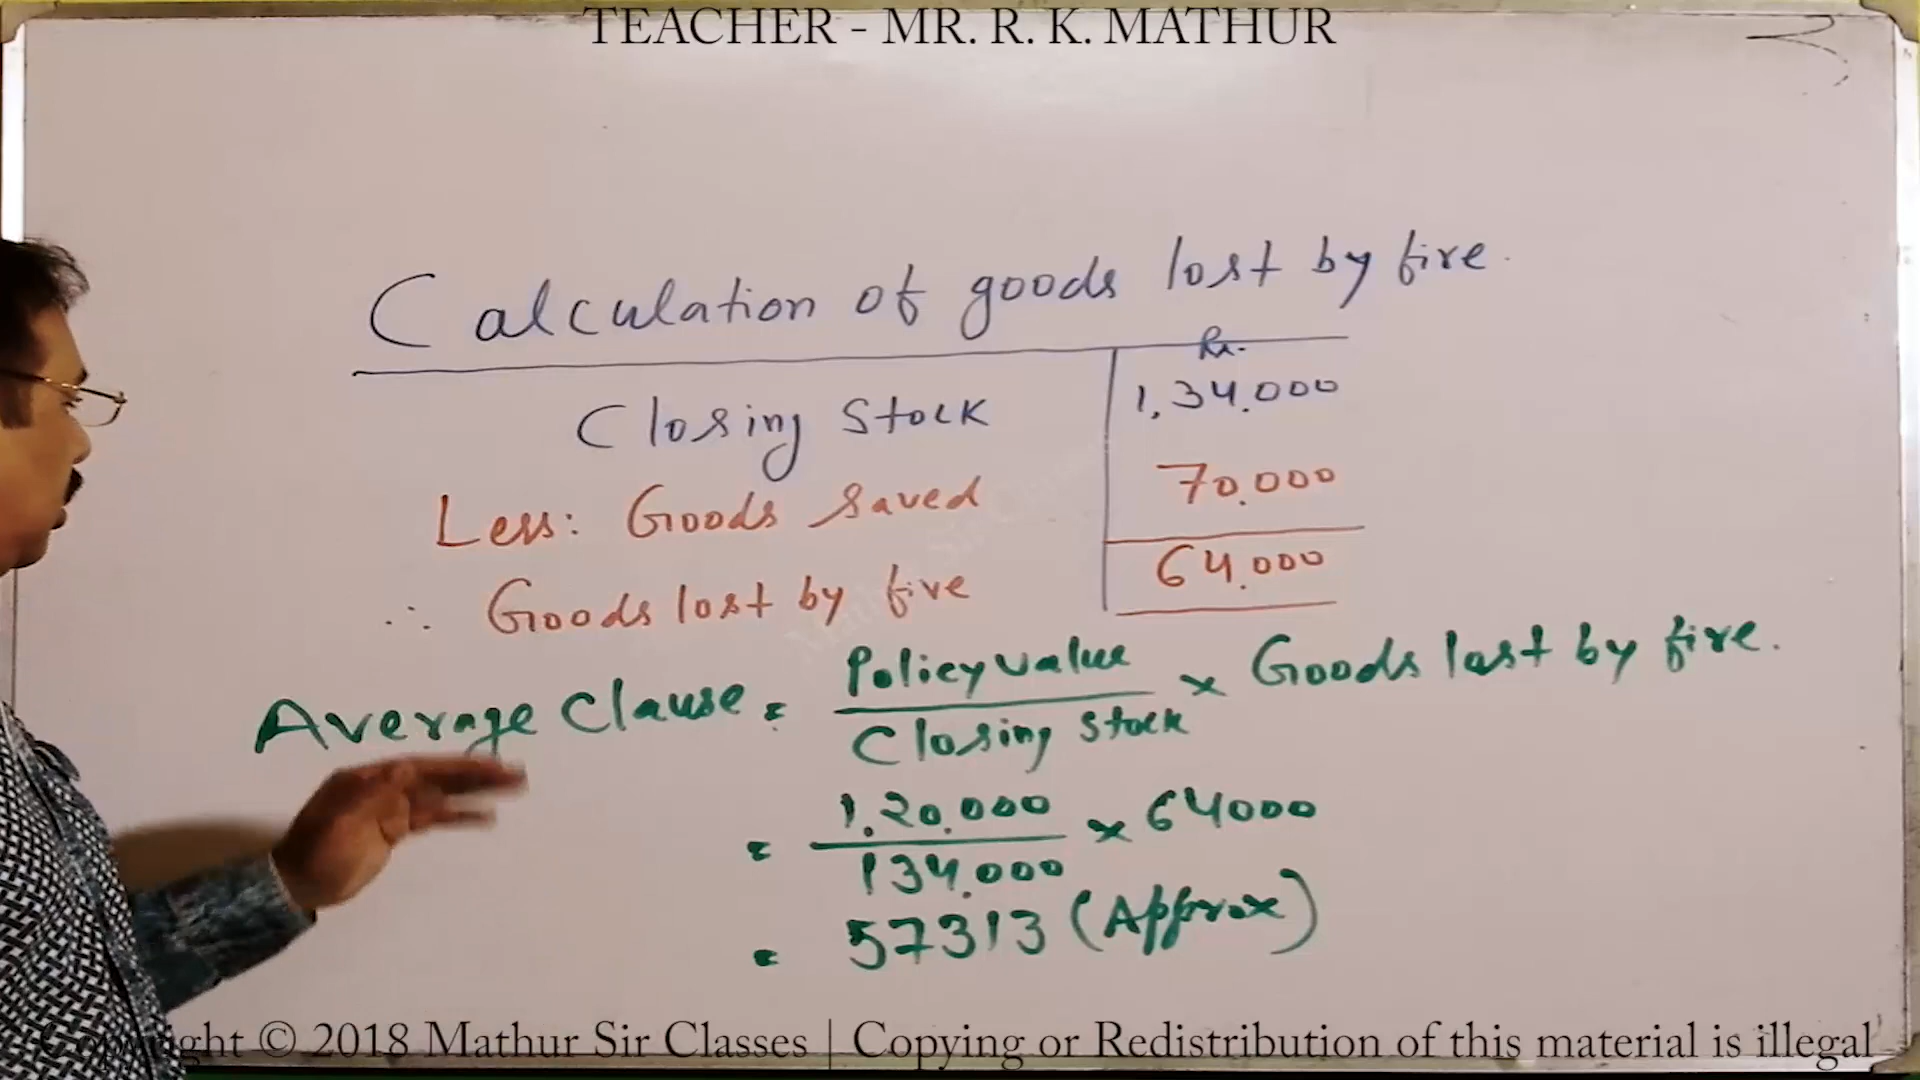 TEACHER - MR. R. K. MATHUR
Calculation of goods lost by fire.
Rs.
Closing Stock 1,34,000
Less: Goods saved 70,000
∴ Goods lost by fire 64,000
Average Clause = Policy value / Closing Stock × Goods lost by fire.
= 1,20,000 / 134,000 × 64000
= 57313 (Approx)
Copyright © 2018 Mathur Sir Classes | Copying or Redistribution of this material is illegal